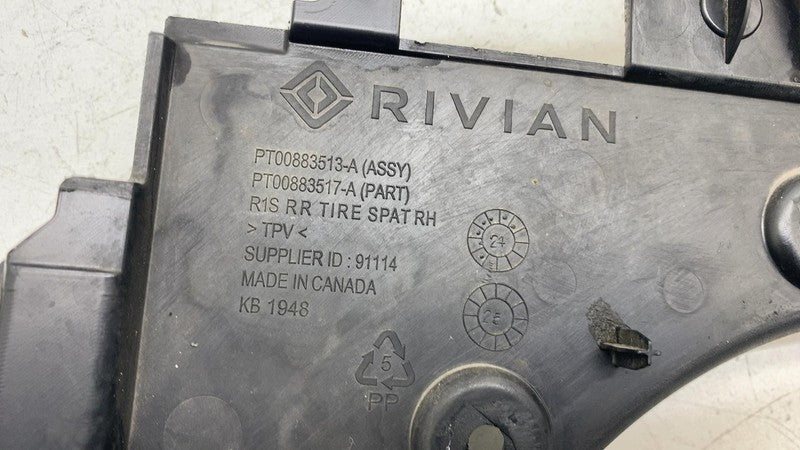 RIVIAN
PT00883513-A (ASSY)
PT00883517-A (PART)
R1S RR TIRE SPAT RH
> TPV <
SUPPLIER ID : 91114
MADE IN CANADA
KB 1948
24
25
5
PP